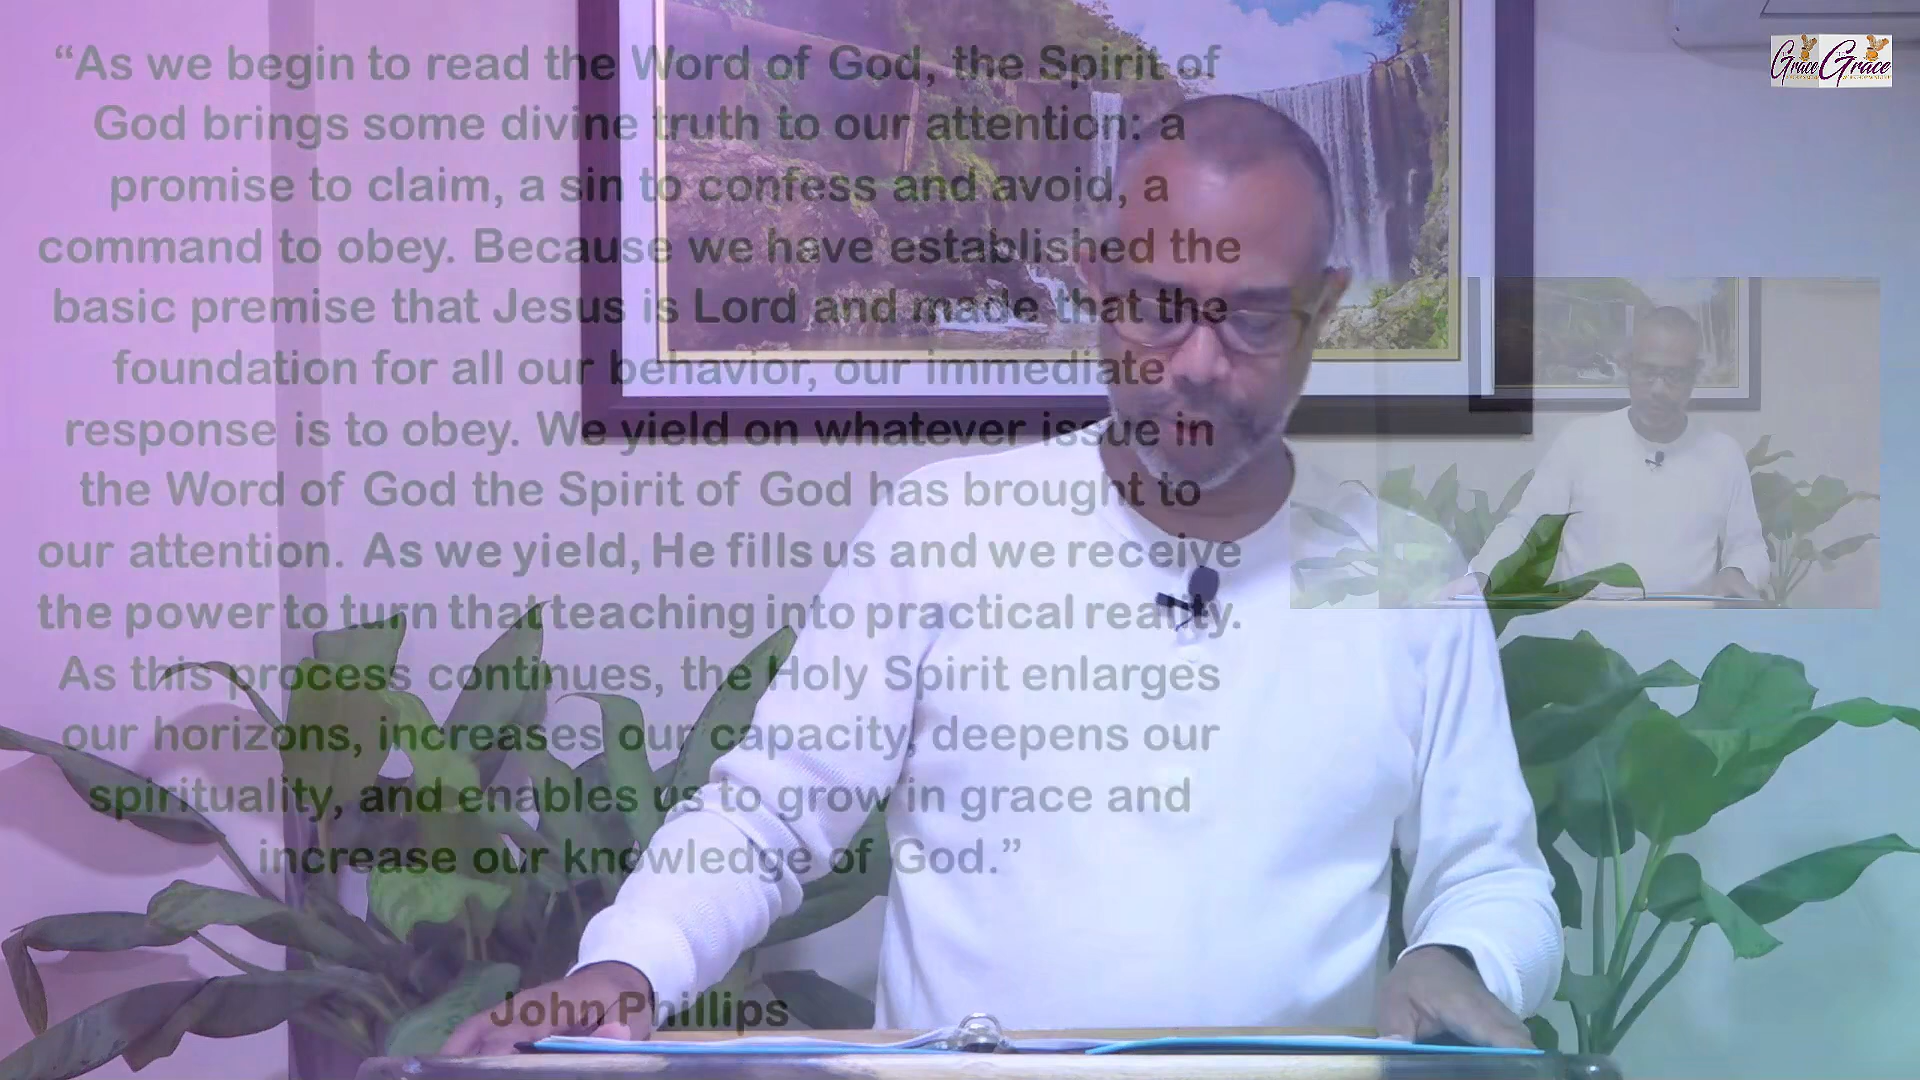 “As we begin to read the Word of God, the Spirit of
God brings some divine truth to our attention: a
promise to claim, a sin to confess and avoid, a
command to obey. Because we have established the
basic premise that Jesus is Lord and made that the
foundation for all our behavior, our immediate
response is to obey. We yield on whatever issue in
the Word of God the Spirit of God has brought to
our attention. As we yield, He fills us and we receive
the power to turn that teaching into practical reality.
As this process continues, the Holy Spirit enlarges
our horizons, increases our capacity, deepens our
spirituality, and enables us to grow in grace and
increase our knowledge of God.”
John Phillips
Grace Grace